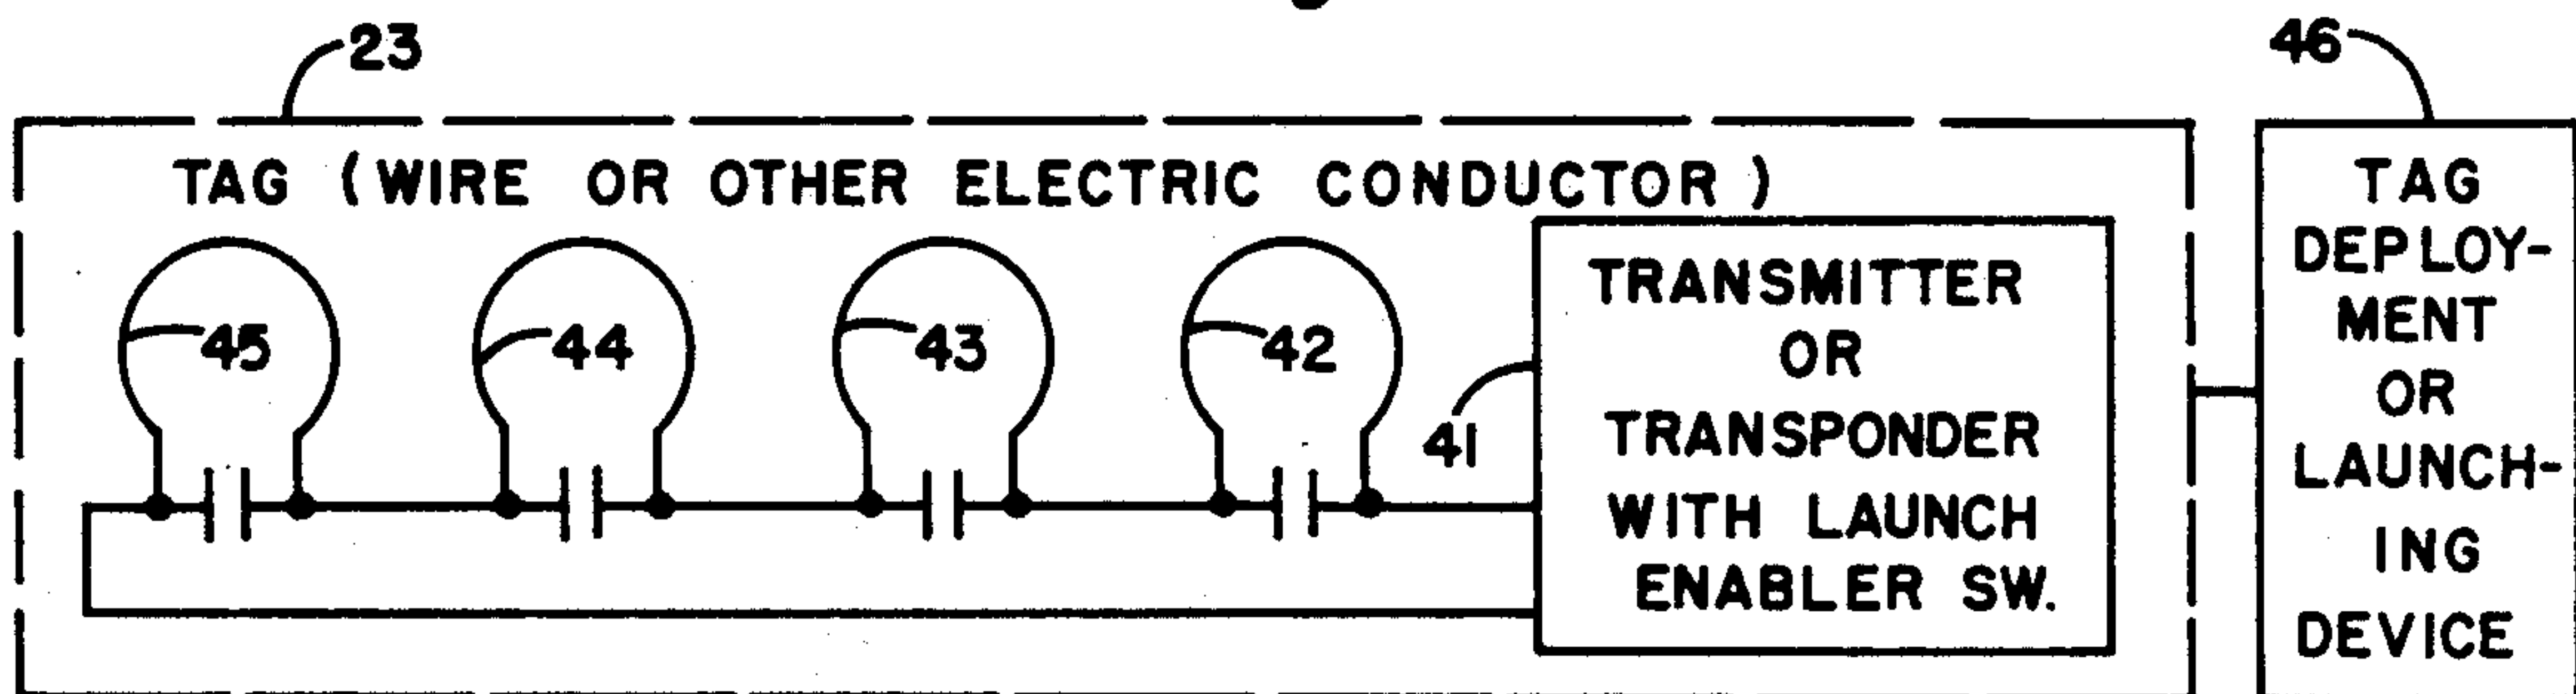 23
46
TAG (WIRE OR OTHER ELECTRIC CONDUCTOR)
45
44
43
42
41
TRANSMITTER
OR
TRANSPONDER
WITH LAUNCH
ENABLER SW.
TAG
DEPLOY-
MENT
OR
LAUNCH-
ING
DEVICE